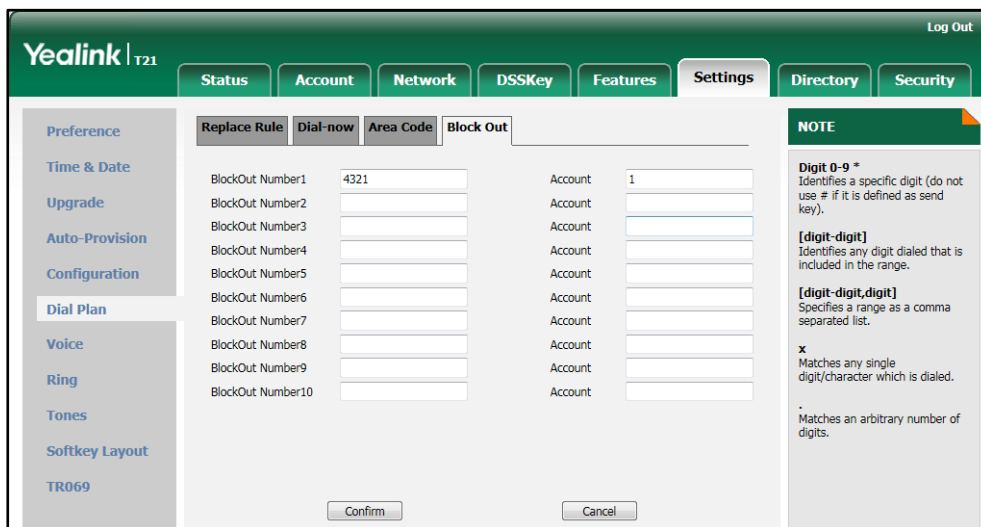 Log Out
Yealink T21
Status Account Network DSSKey Features Settings Directory Security
Preference
Time & Date
Upgrade
Auto-Provision
Configuration
Dial Plan
Voice
Ring
Tones
Softkey Layout
TR069
Replace Rule Dial-now Area Code Block Out
BlockOut Number1 4321 Account 1
BlockOut Number2 Account
BlockOut Number3 Account
BlockOut Number4 Account
BlockOut Number5 Account
BlockOut Number6 Account
BlockOut Number7 Account
BlockOut Number8 Account
BlockOut Number9 Account
BlockOut Number10 Account
Confirm Cancel
NOTE
Digit 0-9 *
Identifies a specific digit (do not
use # if it is defined as send
key).
[digit-digit]
Identifies any digit dialed that is
included in the range.
[digit-digit,digit]
Specifies a range as a comma
separated list.
x
Matches any single
digit/character which is dialed.
.
Matches an arbitrary number of
digits.